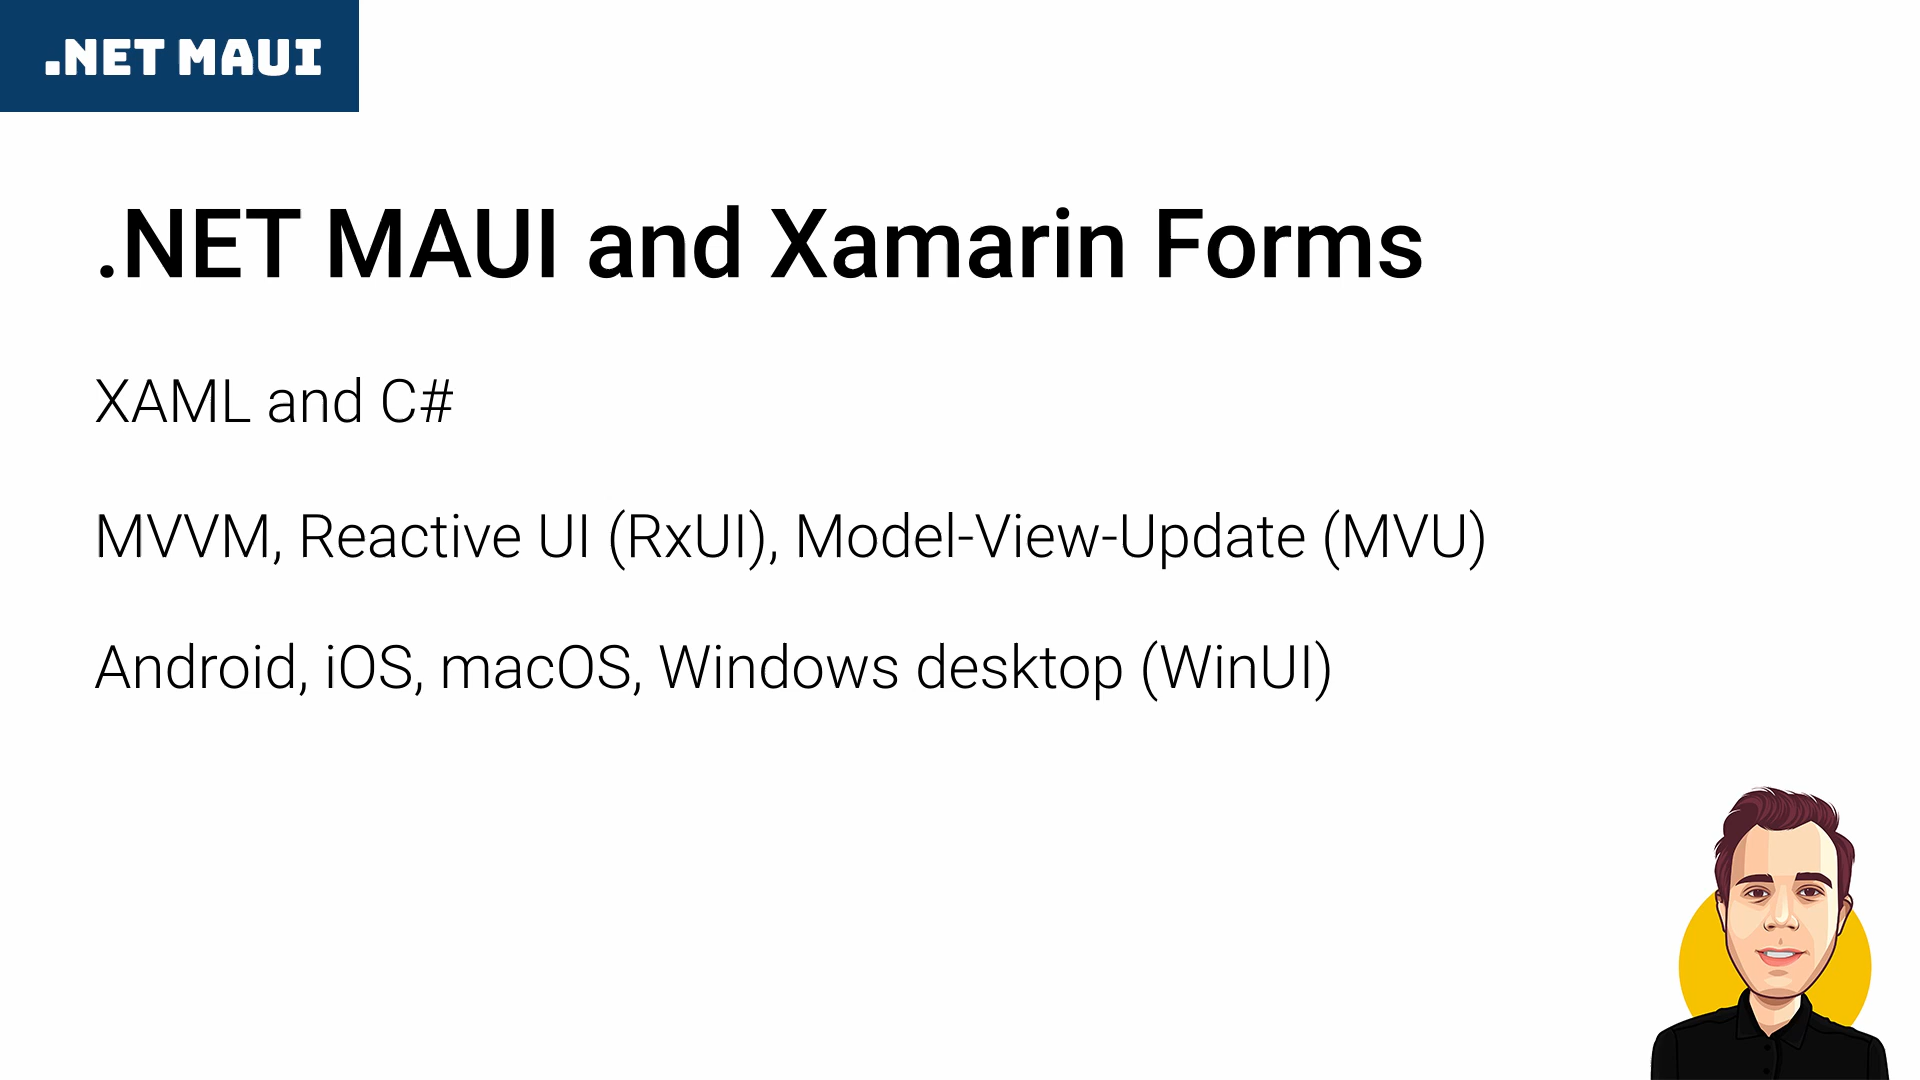 .NET MAUI
.NET MAUI and Xamarin Forms
XAML and C#
MVVM, Reactive UI (RxUI), Model-View-Update (MVU)
Android, iOS, macOS, Windows desktop (WinUI)